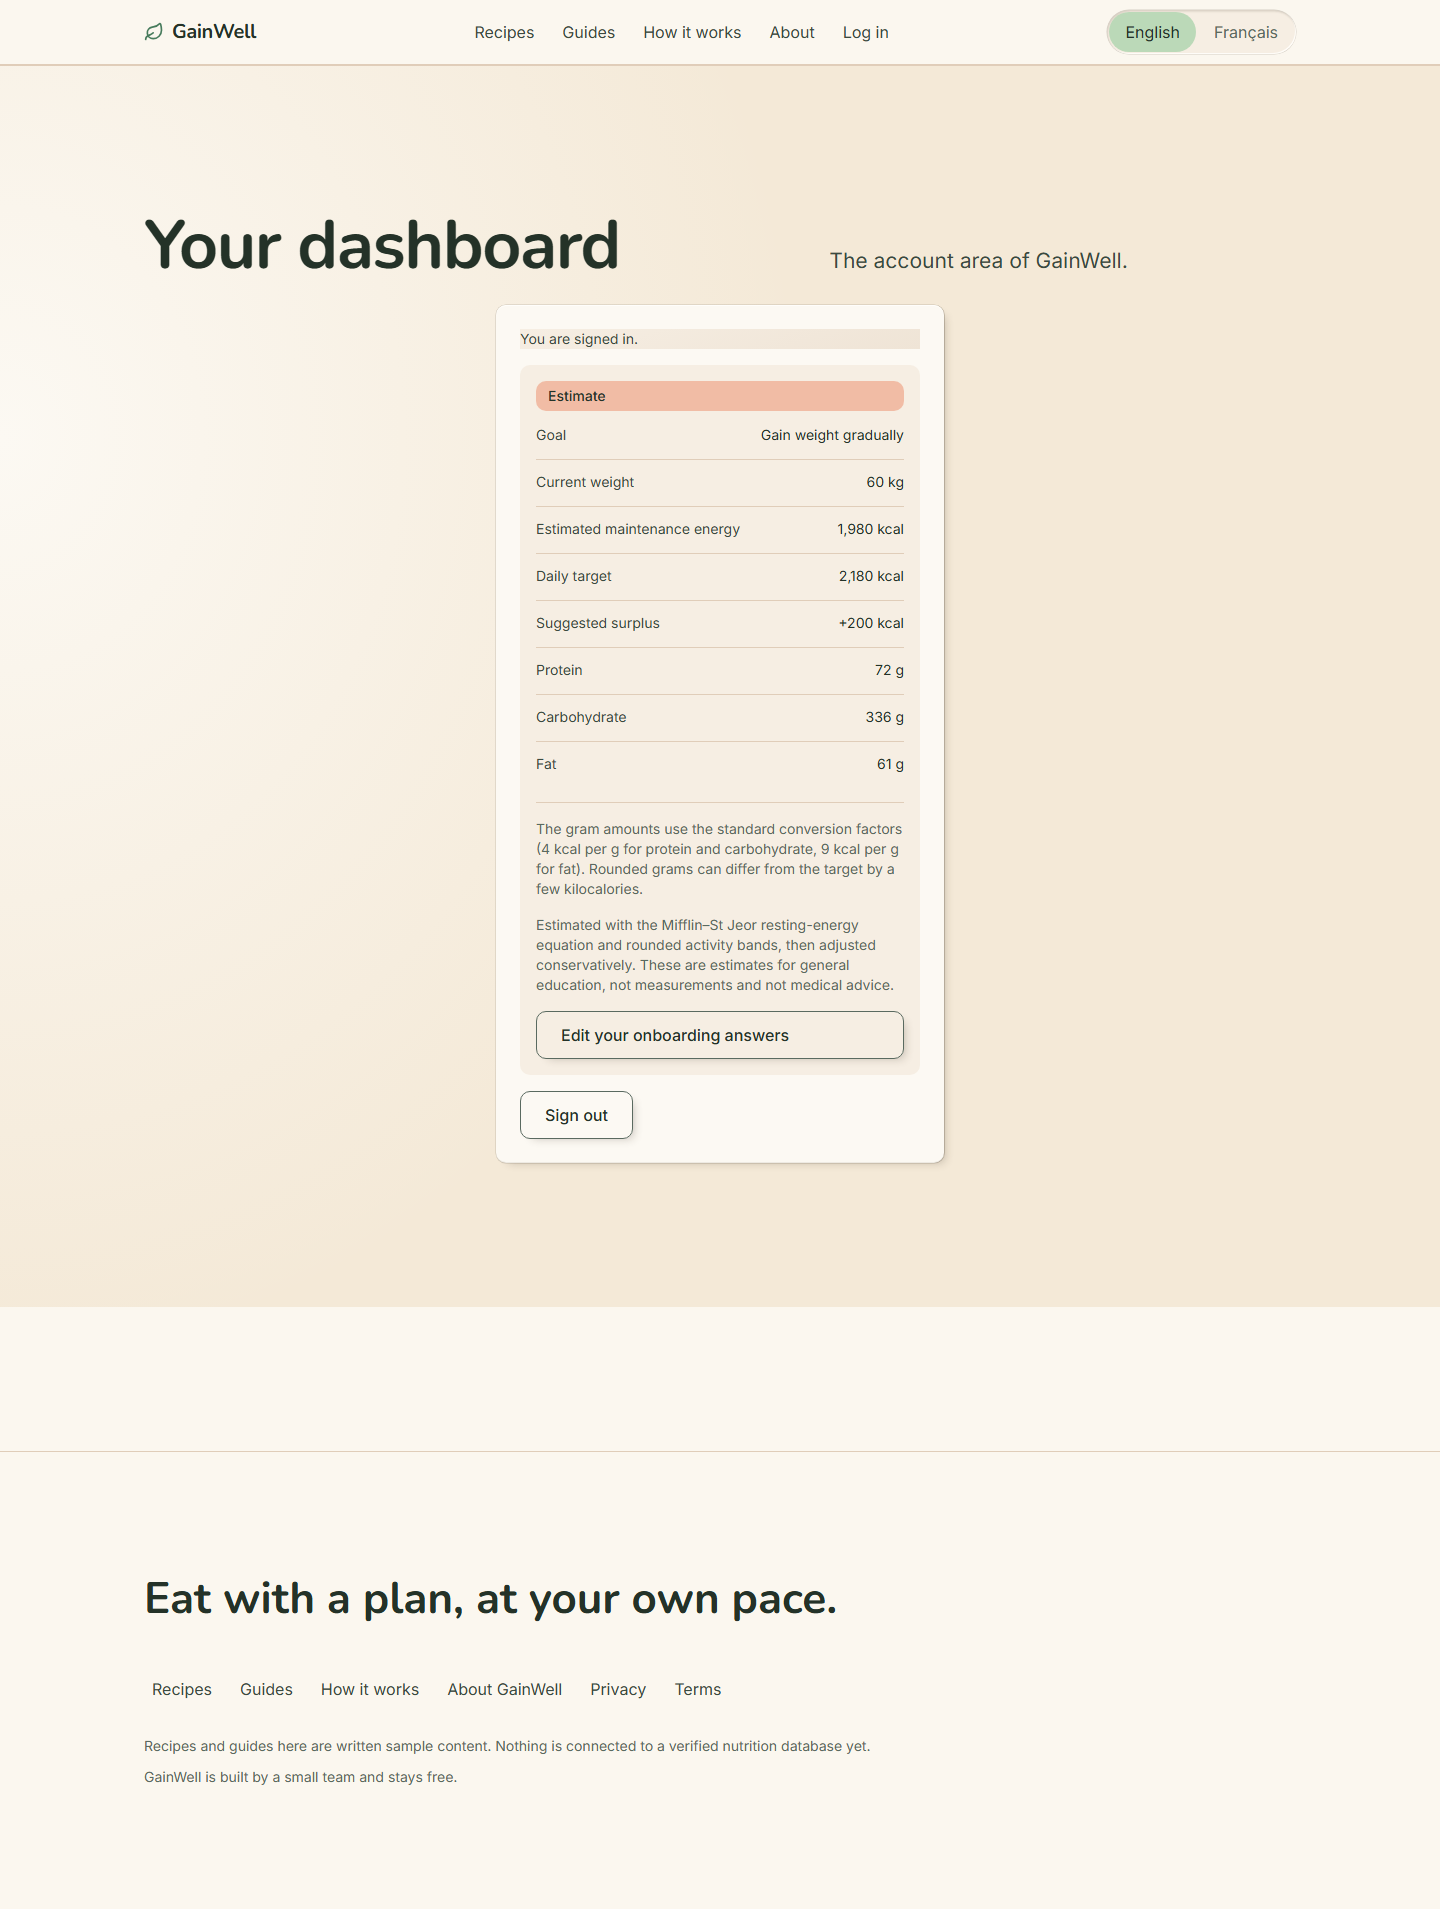 GainWell
Recipes
Guides
How it works
About
Log in
English
Français
Your dashboard
The account area of GainWell.
You are signed in.
Estimate
Goal
Gain weight gradually
Current weight
60 kg
Estimated maintenance energy
1,980 kcal
Daily target
2,180 kcal
Suggested surplus
+200 kcal
Protein
72 g
Carbohydrate
336 g
Fat
61 g
The gram amounts use the standard conversion factors
(4 kcal per g for protein and carbohydrate, 9 kcal per g
for fat). Rounded grams can differ from the target by a
few kilocalories.
Estimated with the Mifflin–St Jeor resting-energy
equation and rounded activity bands, then adjusted
conservatively. These are estimates for general
education, not measurements and not medical advice.
Edit your onboarding answers
Sign out
Eat with a plan, at your own pace.
Recipes
Guides
How it works
About GainWell
Privacy
Terms
Recipes and guides here are written sample content. Nothing is connected to a verified nutrition database yet.
GainWell is built by a small team and stays free.